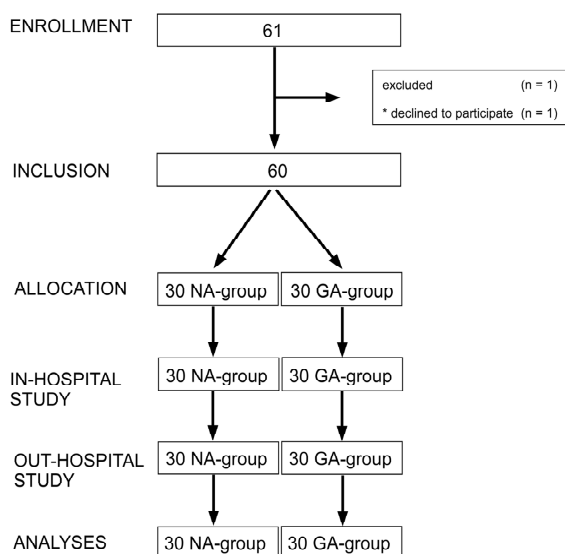 ENROLLMENT
61
excluded (n = 1)
* declined to participate (n = 1)
INCLUSION
60
ALLOCATION
30 NA-group
30 GA-group
IN-HOSPITAL
STUDY
30 NA-group
30 GA-group
OUT-HOSPITAL
STUDY
30 NA-group
30 GA-group
ANALYSES
30 NA-group
30 GA-group